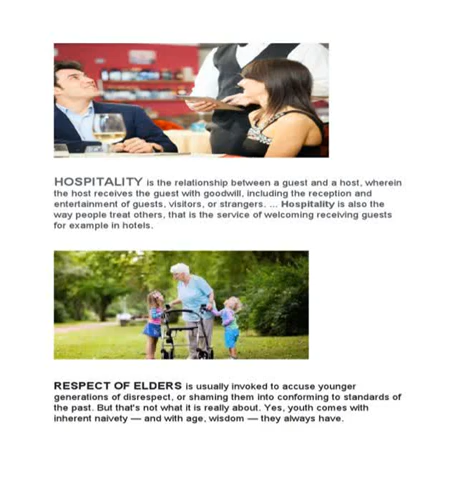 HOSPITALITY is the relationship between a guest and a host, wherein
the host receives the guest with goodwill, including the reception and
entertainment of guests, visitors, or strangers. ... Hospitality is also the
way people treat others, that is the service of welcoming receiving guests
for example in hotels.
RESPECT OF ELDERS is usually invoked to accuse younger
generations of disrespect, or shaming them into conforming to standards of
the past. But that's not what it is really about. Yes, youth comes with
inherent naivety — and with age, wisdom — they always have.